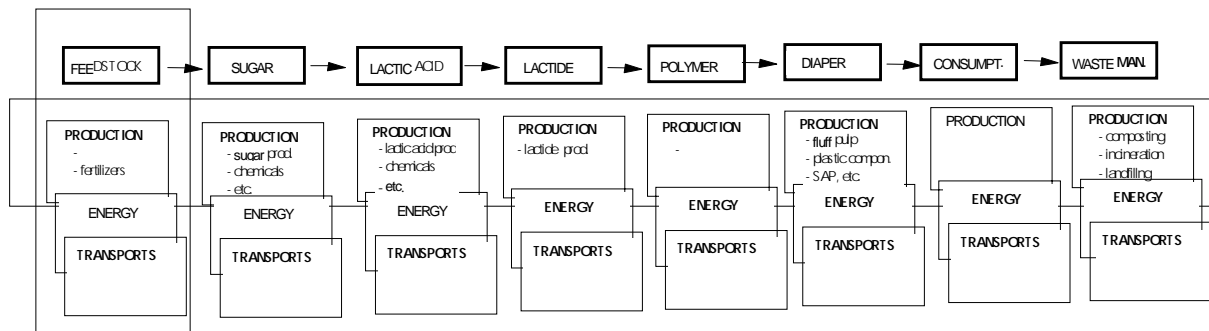 FEEDSTOCK
SUGAR
LACTIC ACID
LACTIDE
POLYMER
DIAPER
CONSUMPT.
WASTE MAN.
PRODUCTION
-
- fertilizers
ENERGY
TRANSPORTS
PRODUCTION
- sugar prod.
- chemicals
- etc.
ENERGY
TRANSPORTS
PRODUCTION
- lactic acid proc
- chemicals
- etc.
ENERGY
TRANSPORTS
PRODUCTION
- lactide prod.
ENERGY
TRANSPORTS
PRODUCTION
-
ENERGY
TRANSPORTS
PRODUCTION
- fluff pulp
- plastic compon.
- SAP, etc.
ENERGY
TRANSPORTS
PRODUCTION
ENERGY
TRANSPORTS
PRODUCTION
- composting
- incineration
- landfilling
ENERGY
TRANSPORTS